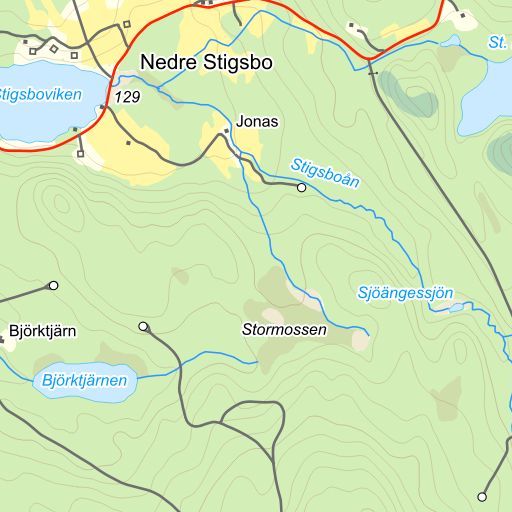 St.
Nedre Stigsbo
Stigsboviken
129
Jonas
Stigsboån
Sjöängessjön
Björktjärn
Stormossen
Björktjärnen